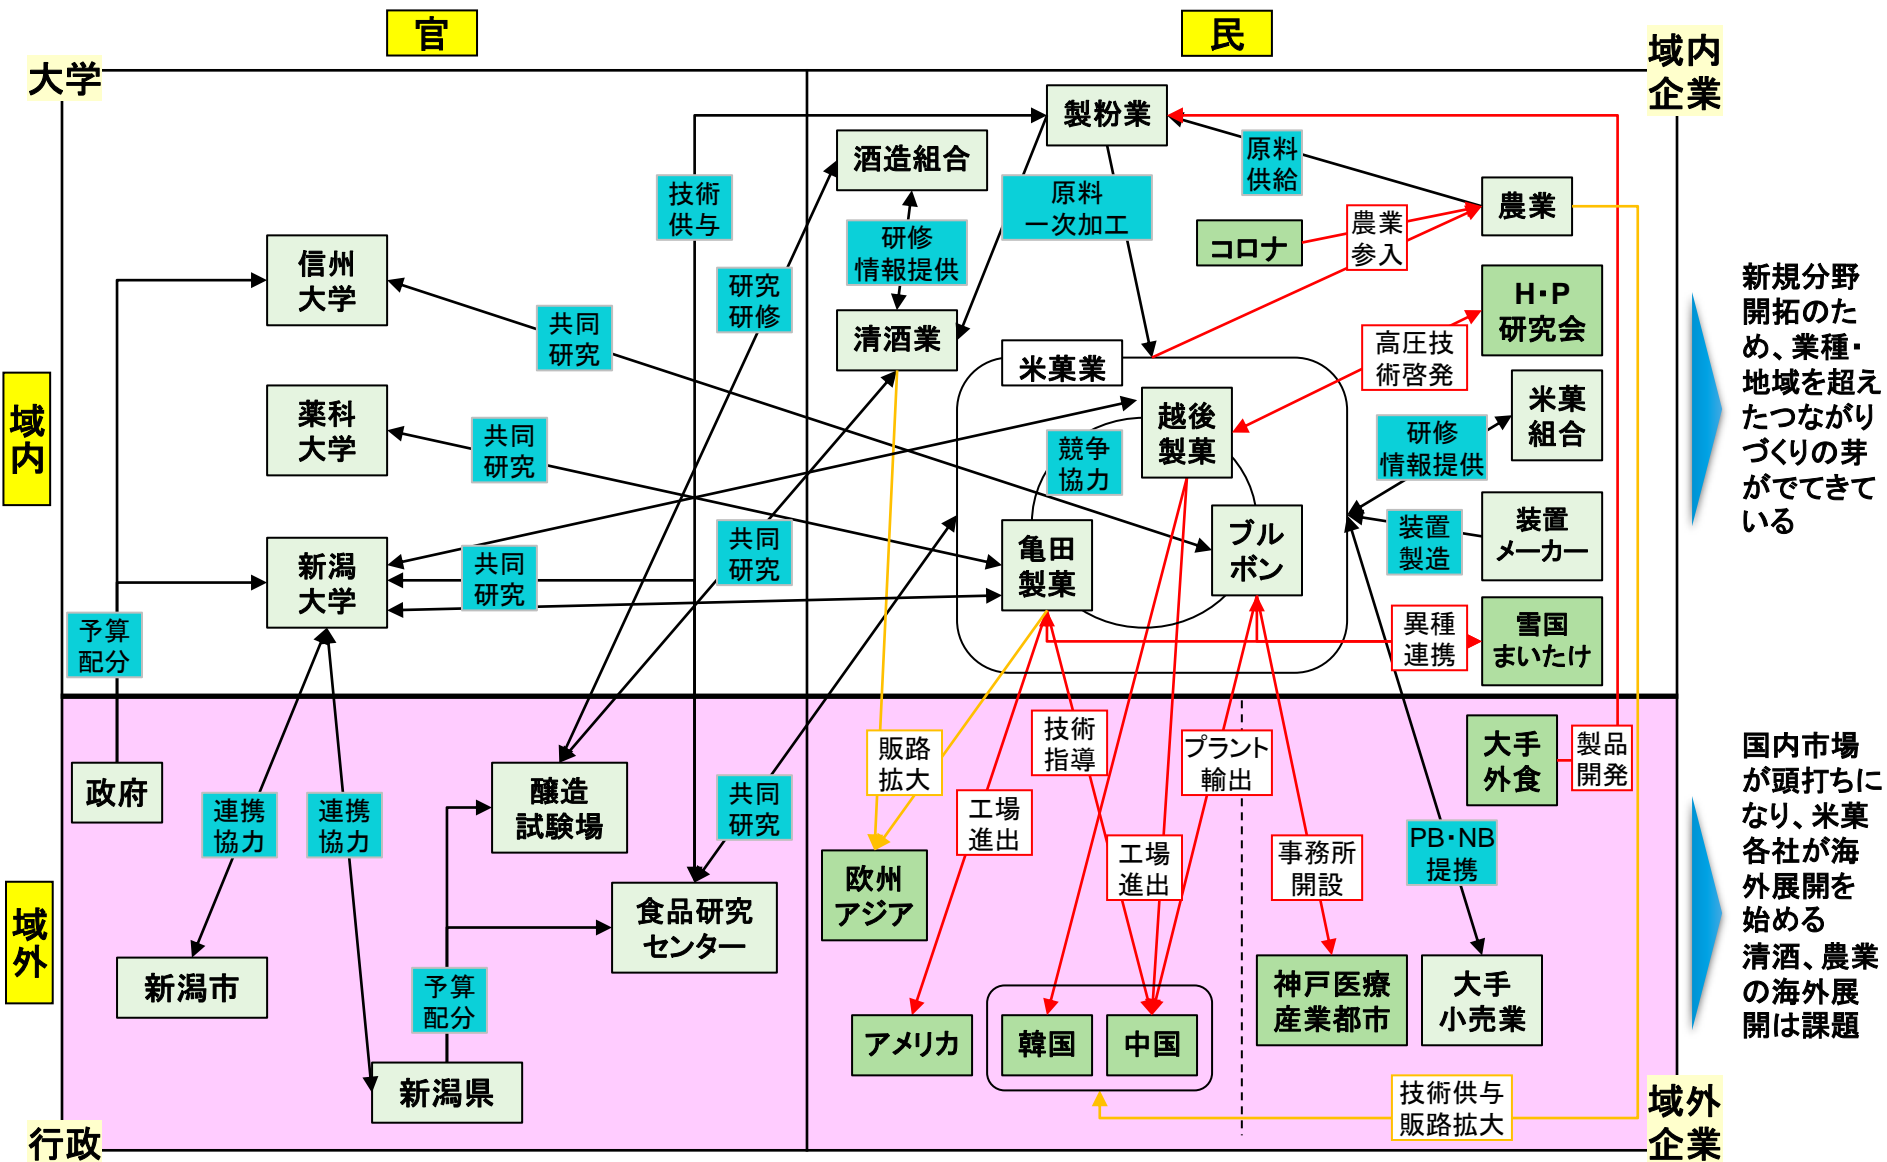 官
民
大学
域内
企業
製粉業
酒造組合
原料
供給
技術
供与
原料
一次加工
農業
農業
参入
コロナ
研修
情報提供
信州
大学
研究
研修
H・P
研究会
共同
研究
清酒業
高圧技
術啓発
米菓業
新規分野
開拓のた
め、業種・
地域を超え
たつながり
づくりの芽
がでてきて
いる
域
内
薬科
大学
共同
研究
越後
製菓
競争
協力
米菓
組合
研修
情報提供
共同
研究
亀田
製菓
ブル
ボン
装置
製造
装置
メーカー
新潟
大学
共同
研究
予算
配分
異種
連携
雪国
まいたけ
政府
連携
協力
連携
協力
醸造
試験場
共同
研究
販路
拡大
技術
指導
プラント
輸出
大手
外食
製品
開発
工場
進出
工場
進出
事務所
開設
PB・NB
提携
国内市場
が頭打ちに
なり、米菓
各社が海
外展開を
始める
清酒、農業
の海外展
開は課題
域
外
欧州
アジア
食品研究
センター
新潟市
予算
配分
神戸医療
産業都市
大手
小売業
アメリカ
韓国
中国
新潟県
技術供与
販路拡大
行政
域外
企業